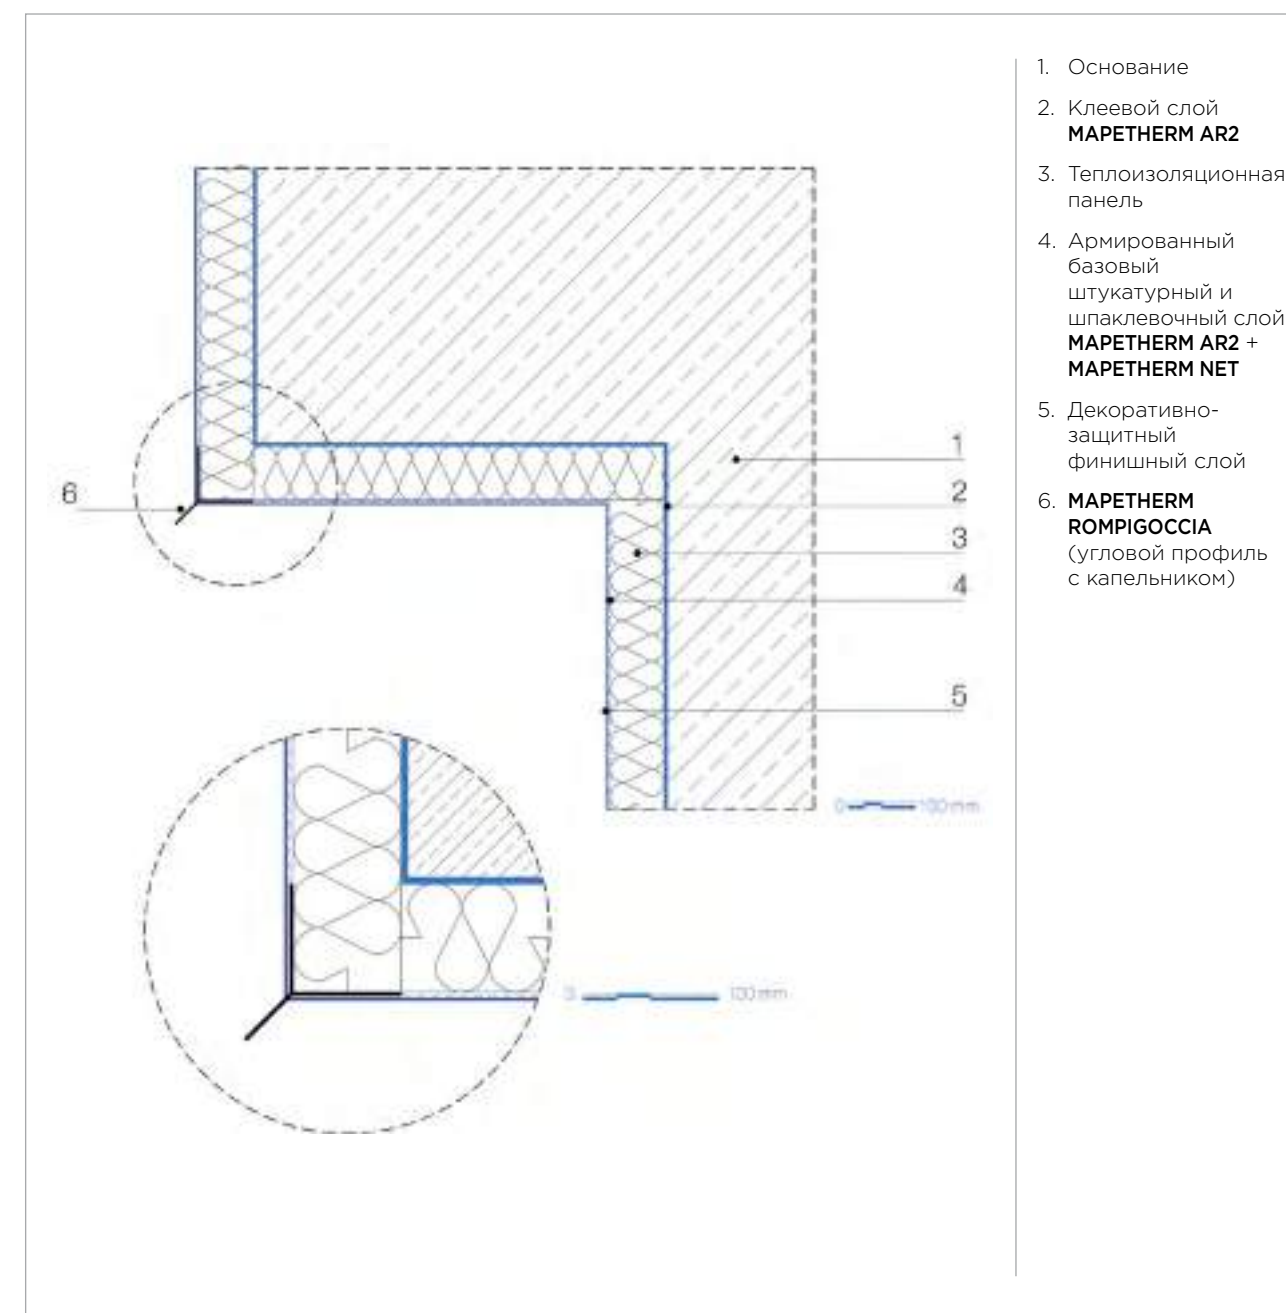 1. Основание
2. Клеевой слой
MAPETHERM AR2
3. Теплоизоляционная
панель
4. Армированный
базовый
штукатурный и
шпаклевочный слой
MAPETHERM AR2 +
MAPETHERM NET
5. Декоративно-
защитный
финишный слой
6. MAPETHERM
ROMPIGOCCIA
(угловой профиль
с капельником)
1
2
6
3
4
5
0 100 mm
0 100 mm